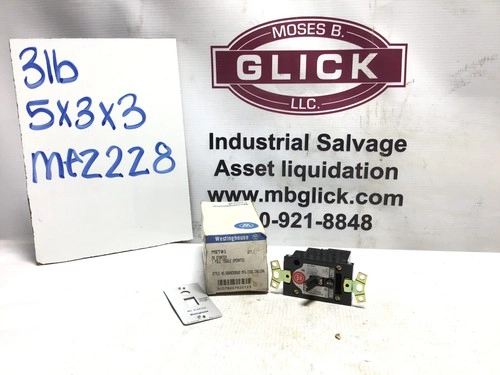 3lb
5x3x3
MAZ228
MOSES B.
GLICK
LLC.
Industrial Salvage
Asset liquidation
www.mbglick.com
0-921-8848
Westinghouse